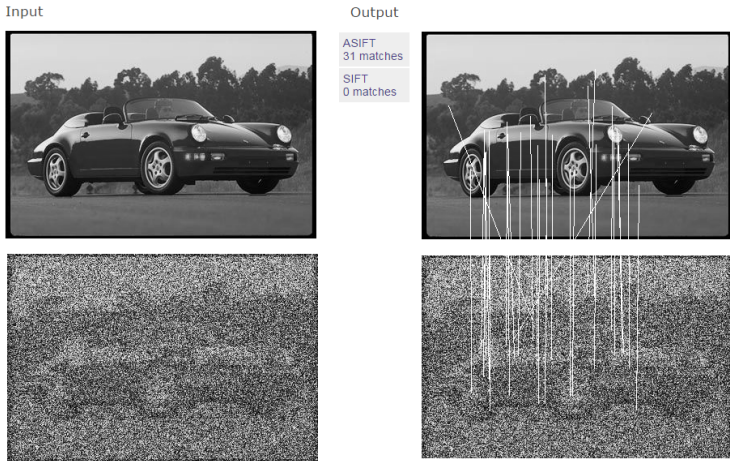 Input
Output
ASIFT
31 matches
SIFT
0 matches